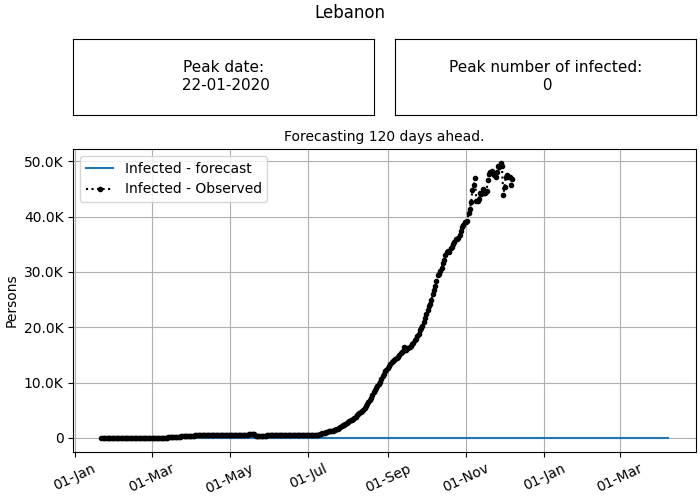 Lebanon
Peak date:
22-01-2020
Peak number of infected:
0
Forecasting 120 days ahead.
Infected - forecast
Infected - Observed
50.0K
40.0K
30.0K
20.0K
10.0K
0
Persons
01-Jan
01-Mar
01-May
01-Jul
01-Sep
01-Nov
01-Jan
01-Mar